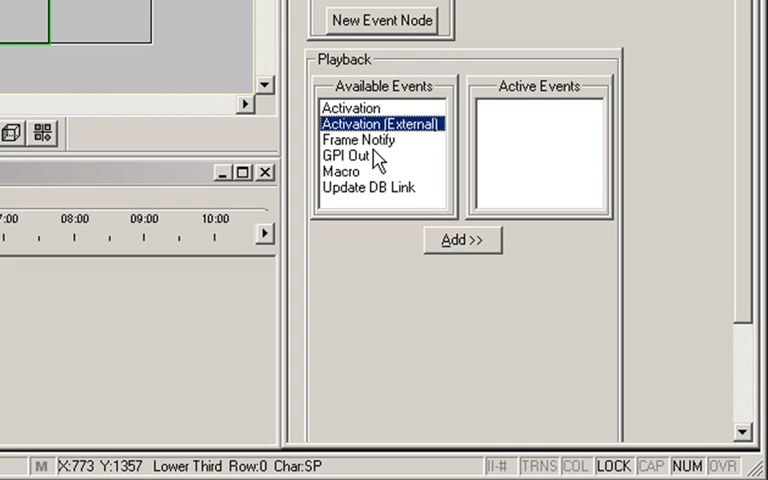 New Event Node
Playback
Available Events
Active Events
Activation
Activation (External)
Frame Notify
GPI Out
Macro
Update DB Link
Add >>
7:00 08:00 09:00 10:00
M X:773 Y:1357 Lower Third Row:0 Char:SP II-# TRNS COL LOCK CAP NUM OVR